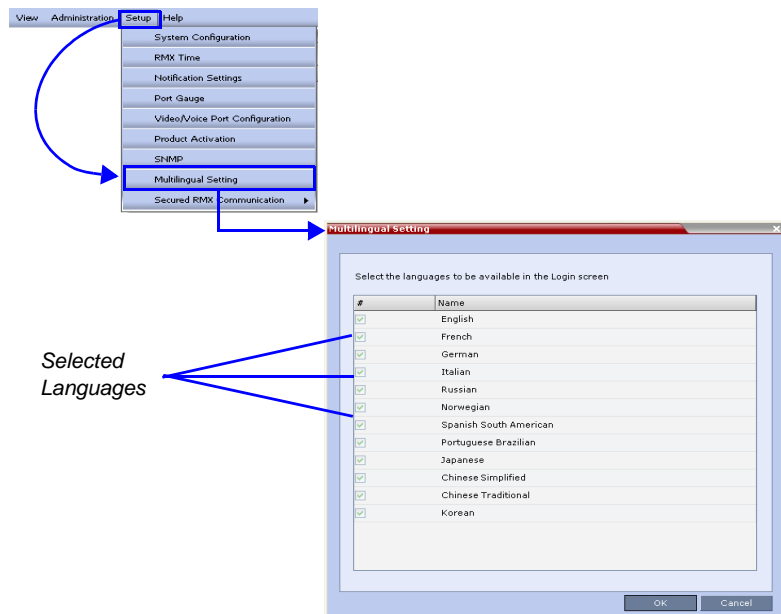 View Administration Setup Help
System Configuration
RMX Time
Notification Settings
Port Gauge
Video/Voice Port Configuration
Product Activation
SNMP
Multilingual Setting
Secured RMX Communication
Multilingual Setting
Select the languages to be available in the Login screen
# Name
English
French
German
Italian
Russian
Norwegian
Spanish South American
Portuguese Brazilian
Japanese
Chinese Simplified
Chinese Traditional
Korean
Selected
Languages
OK Cancel